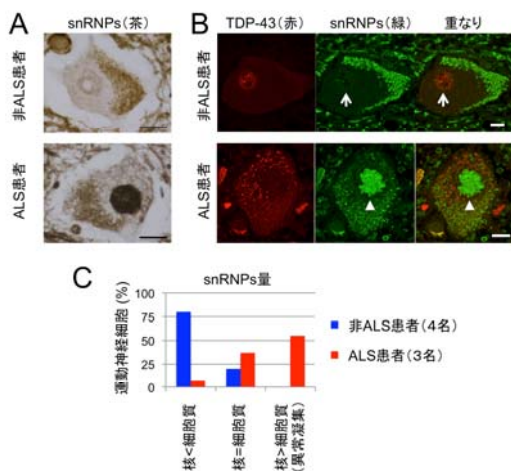 A
snRNPs（茶）
非ALS患者
ALS患者
B
TDP-43（赤）
snRNPs（緑）
重なり
非ALS患者
ALS患者
C
snRNPs量
運動神経細胞（%）
100
75
50
25
0
核<細胞質
核=細胞質
核>細胞質
（異常凝集）
非ALS患者（4名）
ALS患者（3名）